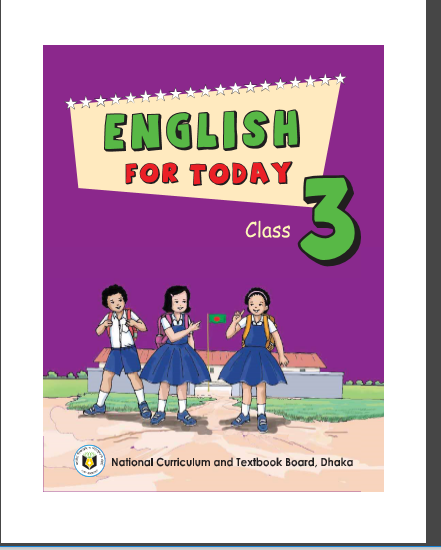 ENGLISH
FOR TODAY
Class 3
National Curriculum and Textbook Board, Dhaka